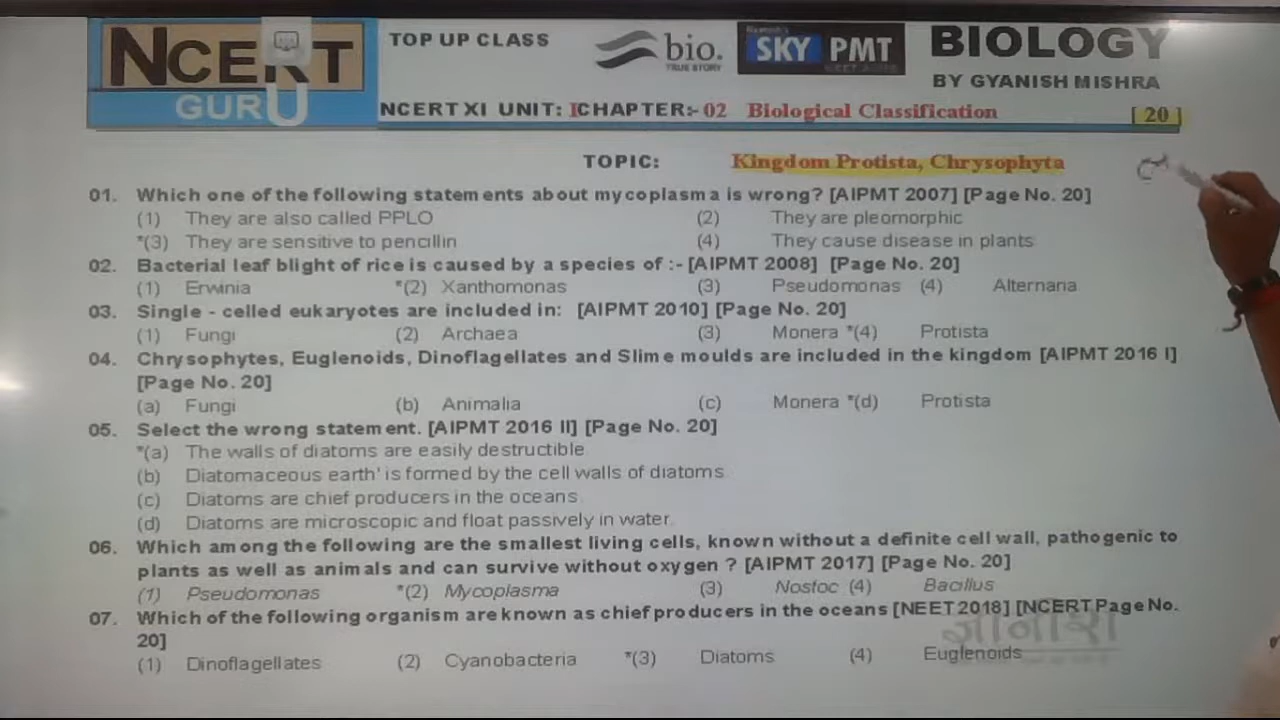 NCERT GURU
TOP UP CLASS
bio.
TRUE STORY
SKY PMT
BIOLOGY
BY GYANISH MISHRA
NCERT XI UNIT: I CHAPTER:- 02 Biological Classification [ 20 ]
TOPIC: Kingdom Protista, Chrysophyta
01. Which one of the following statements about mycoplasma is wrong? [AIPMT 2007] [Page No. 20]
(1) They are also called PPLO (2) They are pleomorphic
*(3) They are sensitive to pencillin (4) They cause disease in plants
02. Bacterial leaf blight of rice is caused by a species of :- [AIPMT 2008] [Page No. 20]
(1) Erwinia *(2) Xanthomonas (3) Pseudomonas (4) Alternaria
03. Single - celled eukaryotes are included in: [AIPMT 2010] [Page No. 20]
(1) Fungi (2) Archaea (3) Monera *(4) Protista
04. Chrysophytes, Euglenoids, Dinoflagellates and Slime moulds are included in the kingdom [AIPMT 2016 I]
[Page No. 20]
(a) Fungi (b) Animalia (c) Monera *(d) Protista
05. Select the wrong statement. [AIPMT 2016 II] [Page No. 20]
*(a) The walls of diatoms are easily destructible
(b) Diatomaceous earth' is formed by the cell walls of diatoms.
(c) Diatoms are chief producers in the oceans.
(d) Diatoms are microscopic and float passively in water.
06. Which among the following are the smallest living cells, known without a definite cell wall, pathogenic to
plants as well as animals and can survive without oxygen ? [AIPMT 2017] [Page No. 20]
(1) Pseudomonas *(2) Mycoplasma (3) Nostoc (4) Bacillus
07. Which of the following organism are known as chief producers in the oceans [NEET 2018] [NCERT Page No.
20]
(1) Dinoflagellates (2) Cyanobacteria *(3) Diatoms (4) Euglenoids